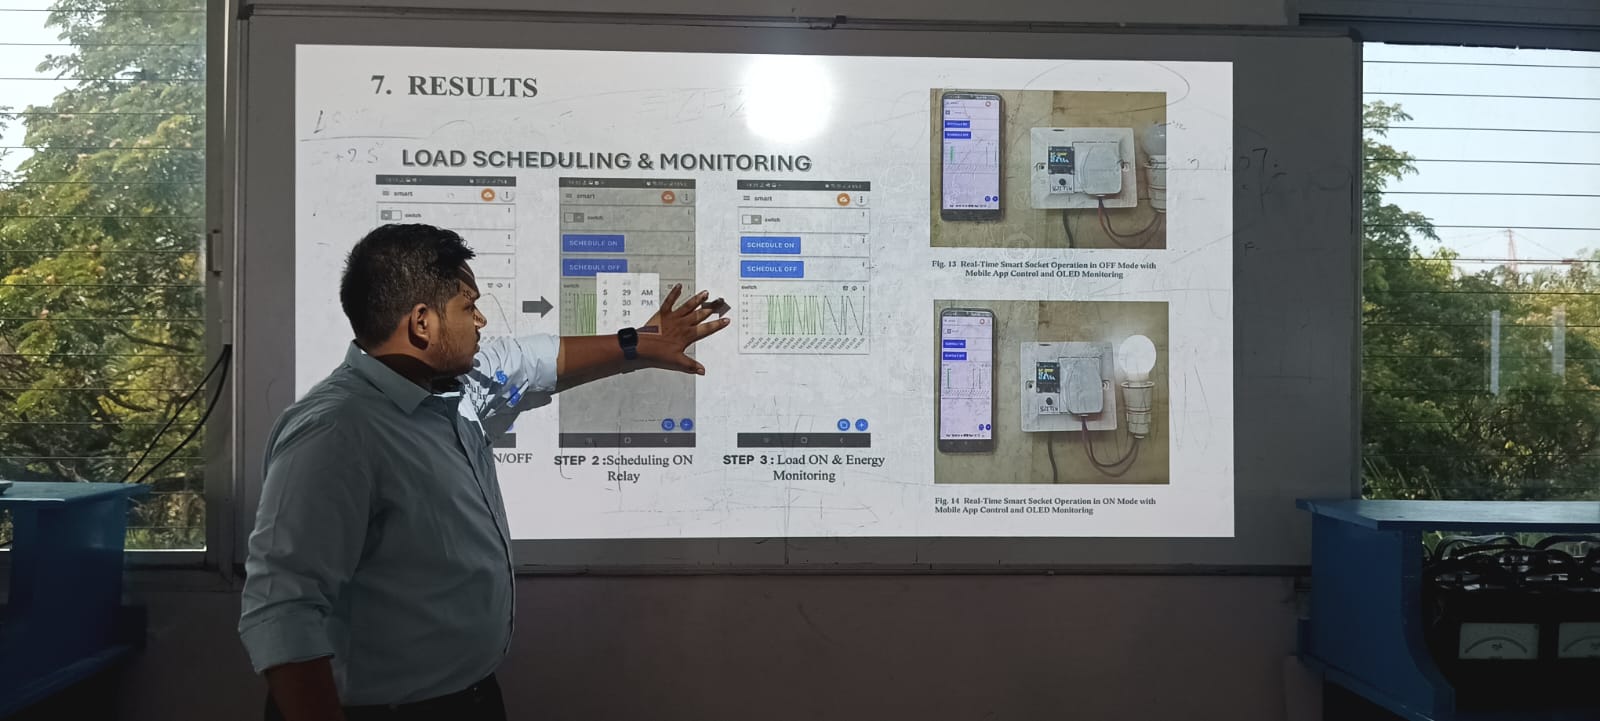 7. RESULTS
LOAD SCHEDULING & MONITORING
smart
switch
smart
switch
SCHEDULE ON
SCHEDULE OFF
switch
5 29 AM
6 30 PM
7 31
smart
switch
SCHEDULE ON
SCHEDULE OFF
switch
N/OFF
STEP 2 :Scheduling ON
Relay
STEP 3 : Load ON & Energy
Monitoring
Fig. 13 Real-Time Smart Socket Operation in OFF Mode with
Mobile App Control and OLED Monitoring
Fig. 14 Real-Time Smart Socket Operation in ON Mode with
Mobile App Control and OLED Monitoring